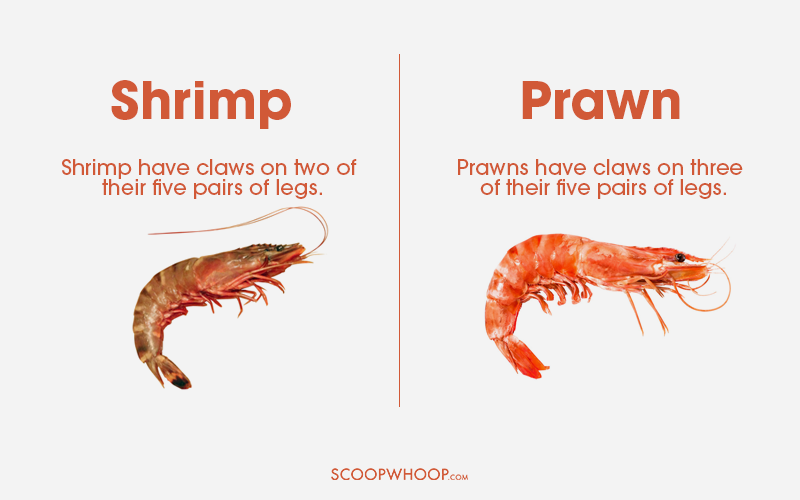 Shrimp
Shrimp have claws on two of
their five pairs of legs.
Prawn
Prawns have claws on three
of their five pairs of legs.
SCOOPWHOOP.COM